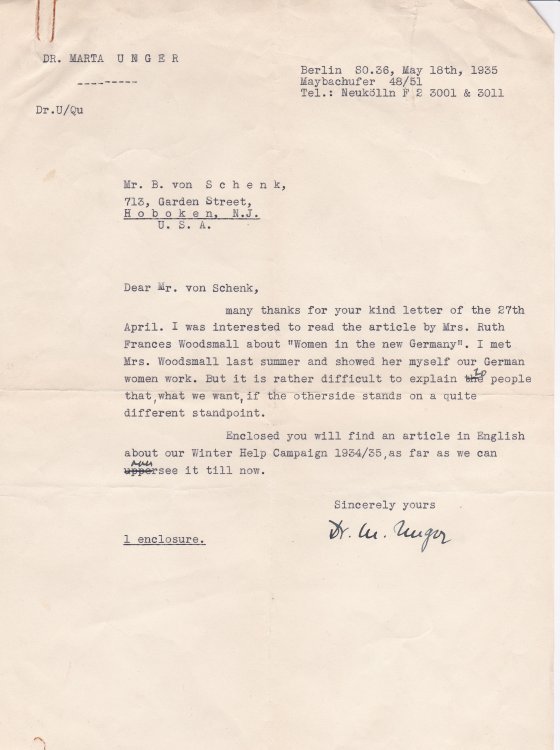 DR. MARTA U N G E R
Berlin SO.36, May 18th, 1935
Maybachufer 48/51
Tel.: Neukölln F 2 3001 & 3011
Dr.U/Qu
Mr. B. von S c h e n k,
713, Garden Street,
H o b o k e n, N.J.
U. S. A.
Dear Mr. von Schenk,
many thanks for your kind letter of the 27th
April. I was interested to read the article by Mrs. Ruth
Frances Woodsmall about "Women in the new Germany". I met
Mrs. Woodsmall last summer and showed her myself our German
women work. But it is rather difficult to explain the to people
that, what we want, if the otherside stands on a quite
different standpoint.
Enclosed you will find an article in English
about our Winter Help Campaign 1934/35, as far as we can
uppersee it till now.
Sincerely yours
Dr. M. Unger
1 enclosure.